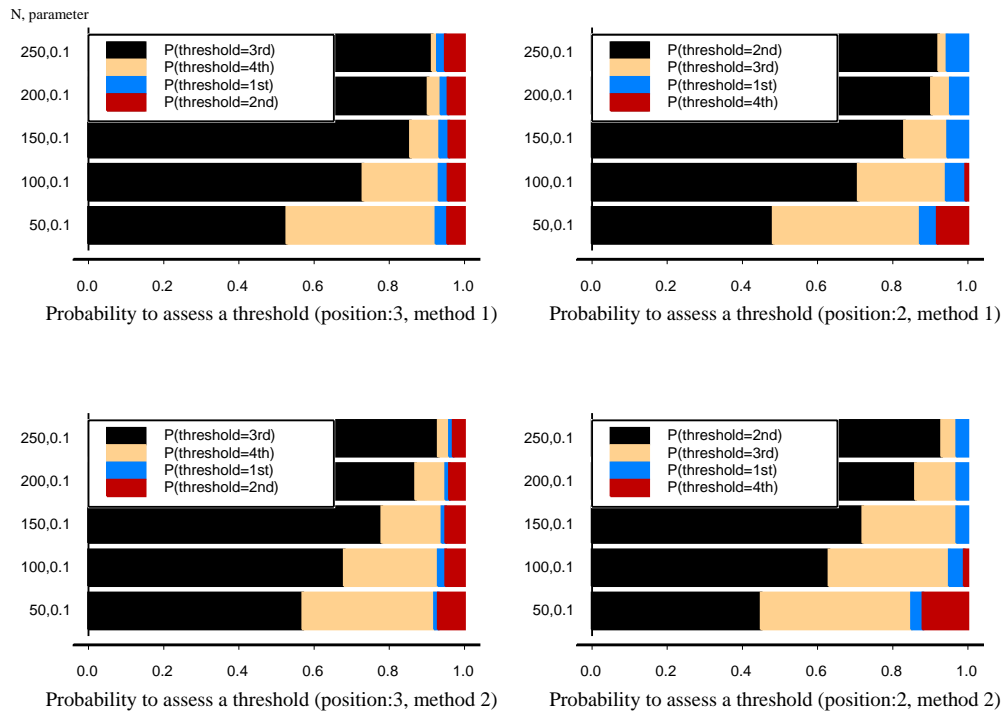 N, parameter
250,0.1
200,0.1
150,0.1
100,0.1
50,0.1
P(threshold=3rd)
P(threshold=4th)
P(threshold=1st)
P(threshold=2nd)
0.0 0.2 0.4 0.6 0.8 1.0
Probability to assess a threshold (position:3, method 1)
250,0.1
200,0.1
150,0.1
100,0.1
50,0.1
P(threshold=2nd)
P(threshold=3rd)
P(threshold=1st)
P(threshold=4th)
0.0 0.2 0.4 0.6 0.8 1.0
Probability to assess a threshold (position:2, method 1)
250,0.1
200,0.1
150,0.1
100,0.1
50,0.1
P(threshold=3rd)
P(threshold=4th)
P(threshold=1st)
P(threshold=2nd)
0.0 0.2 0.4 0.6 0.8 1.0
Probability to assess a threshold (position:3, method 2)
250,0.1
200,0.1
150,0.1
100,0.1
50,0.1
P(threshold=2nd)
P(threshold=3rd)
P(threshold=1st)
P(threshold=4th)
0.0 0.2 0.4 0.6 0.8 1.0
Probability to assess a threshold (position:2, method 2)